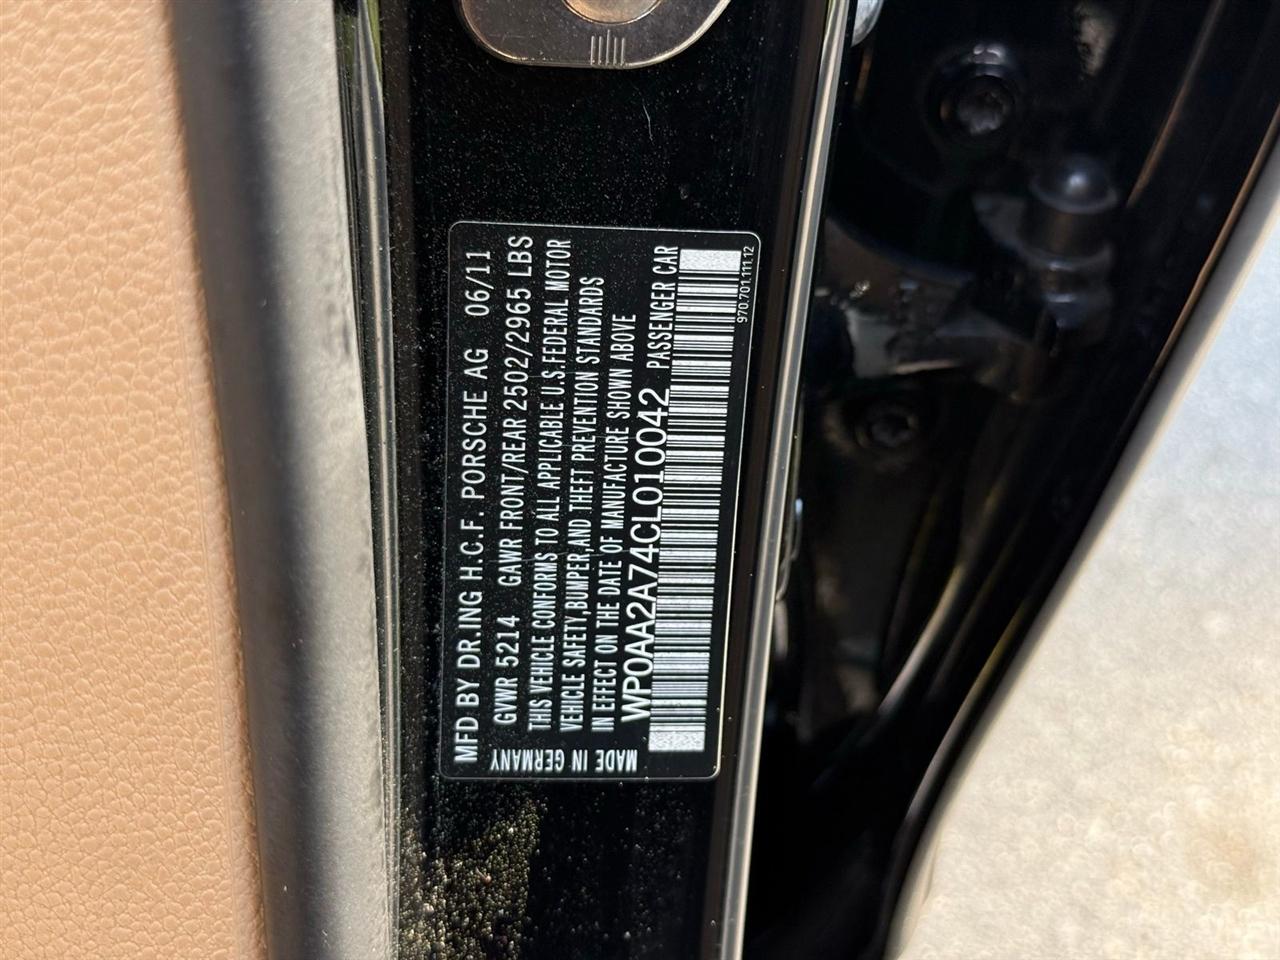 MFD BY DR.ING H.C.F. PORSCHE AG 06/11
GVWR 5214 GAWR FRONT/REAR 2502/2965 LBS
THIS VEHICLE CONFORMS TO ALL APPLICABLE U.S.FEDERAL MOTOR
VEHICLE SAFETY,BUMPER,AND THEFT PREVENTION STANDARDS
IN EFFECT ON THE DATE OF MANUFACTURE SHOWN ABOVE
WP0AA2A74CL010042 PASSENGER CAR
970.701.111.12
MADE IN GERMANY